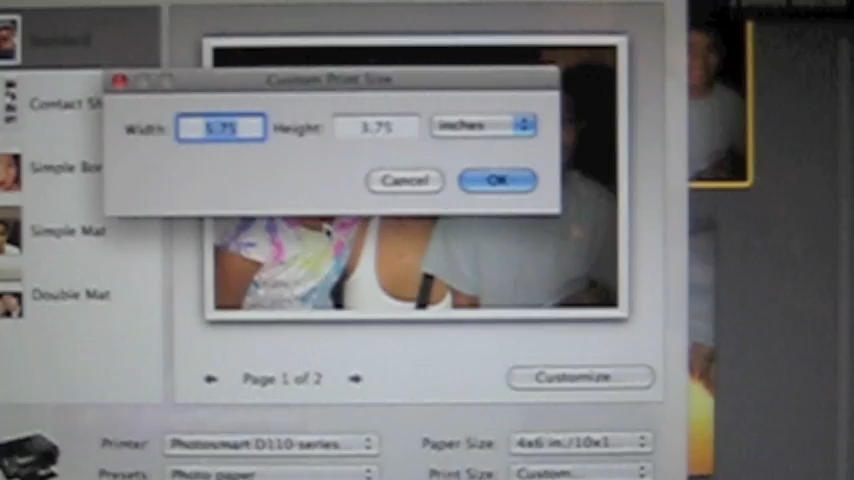 Standard
Custom Print Size
Contact Sh
Width: 5.75 Height: 3.75 inches
Simple Bor
Cancel OK
Simple Mat
Double Mat
Page 1 of 2
Customize...
Printer: Photosmart D110 series... Paper Size: 4x6 in./10x1...
Presets: Photo paper Print Size: Custom...